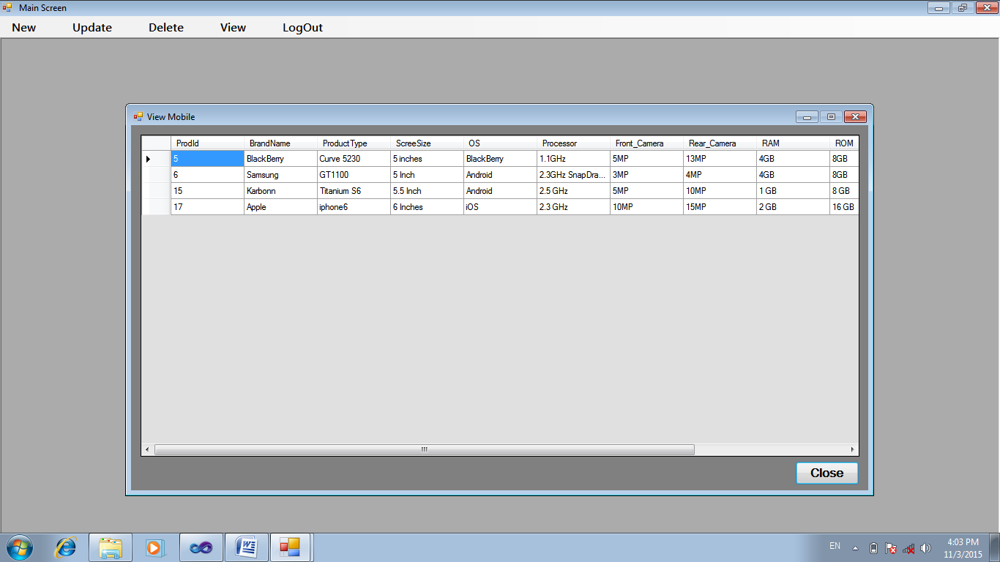 Main Screen
New Update Delete View LogOut
View Mobile
ProdId BrandName ProductType ScreeSize OS Processor Front_Camera Rear_Camera RAM ROM
5 BlackBerry Curve 5230 5 inches BlackBerry 1.1GHz 5MP 13MP 4GB 8GB
6 Samsung GT1100 5 Inch Android 2.3GHz SnapDra... 3MP 4MP 4GB 8GB
15 Karbonn Titanium S6 5.5 Inch Android 2.5 GHz 5MP 10MP 1 GB 8 GB
17 Apple iphone6 6 Inches iOS 2.3 GHz 10MP 15MP 2 GB 16 GB
Close
EN 4:03 PM
11/3/2015